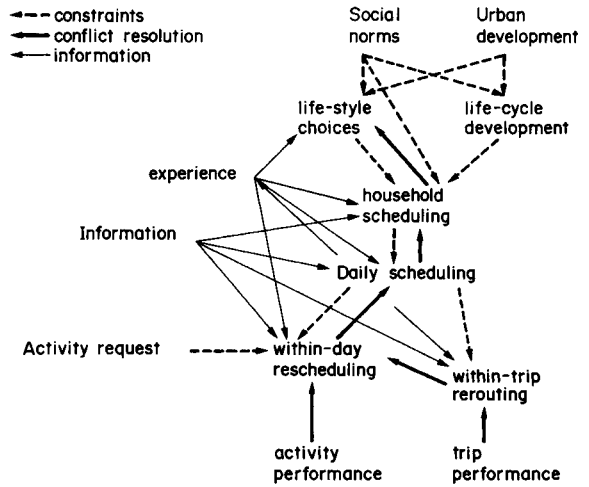 constraints
conflict resolution
information
Social
norms
Urban
development
life-style
choices
life-cycle
development
experience
household
scheduling
Information
Daily scheduling
Activity request
within-day
rescheduling
within-trip
rerouting
activity
performance
trip
performance